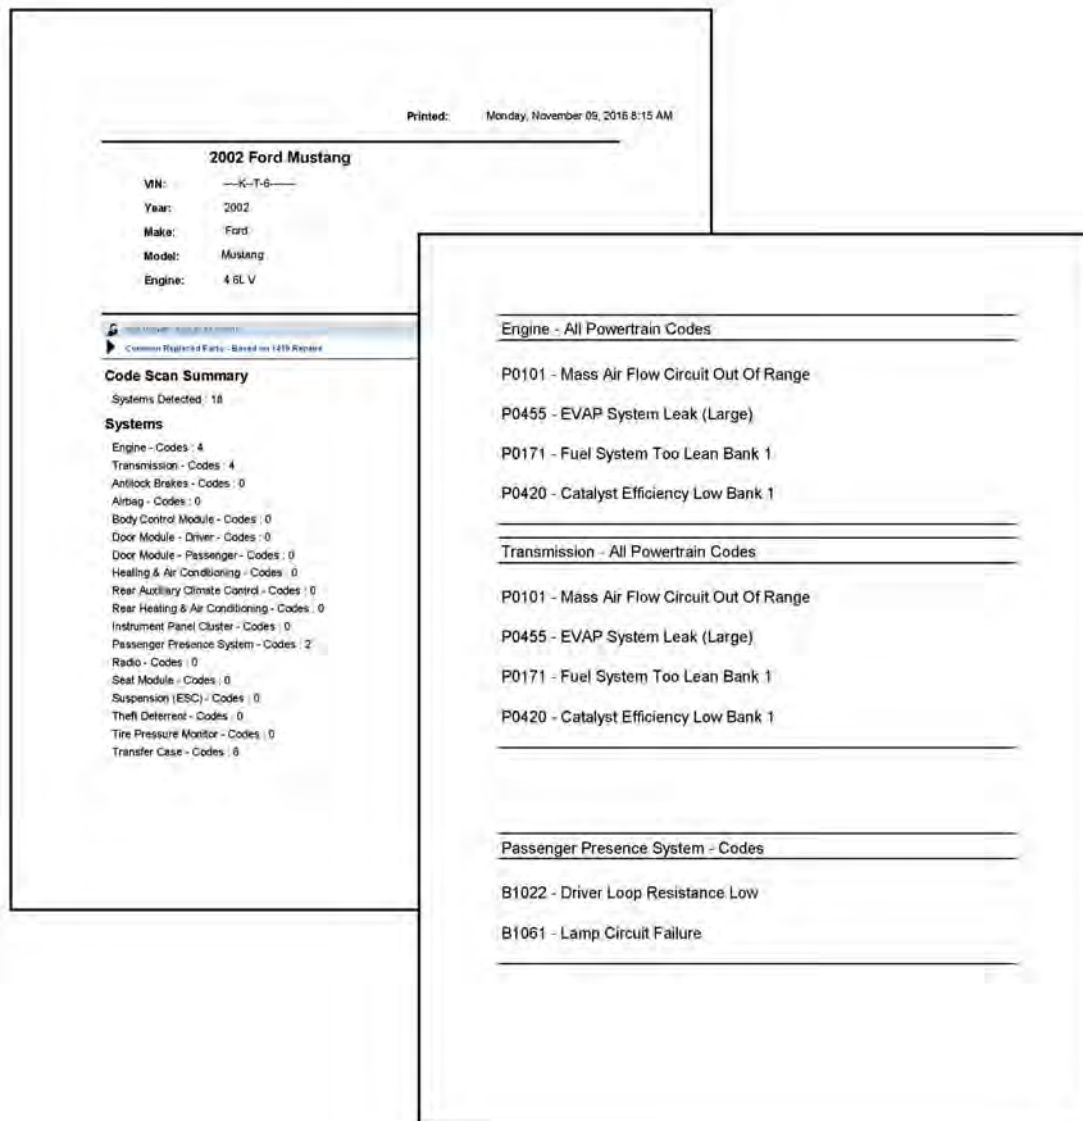 Printed: Monday, November 09, 2016 8:15 AM
2002 Ford Mustang
VIN: ----K--T-6-------
Year: 2002
Make: Ford
Model: Mustang
Engine: 4.6L V
Common Replaced Parts - Based on 1419 Repairs
Code Scan Summary
Systems Detected : 18
Systems
Engine - Codes : 4
Transmission - Codes : 4
Antilock Brakes - Codes : 0
Airbag - Codes : 0
Body Control Module - Codes : 0
Door Module - Driver - Codes : 0
Door Module - Passenger - Codes : 0
Heating & Air Conditioning - Codes : 0
Rear Auxiliary Climate Control - Codes : 0
Rear Heating & Air Conditioning - Codes : 0
Instrument Panel Cluster - Codes : 0
Passenger Presence System - Codes : 2
Radio - Codes : 0
Seat Module - Codes : 0
Suspension (ESC) - Codes : 0
Theft Deterrent - Codes : 0
Tire Pressure Monitor - Codes : 0
Transfer Case - Codes : 6
Engine - All Powertrain Codes
P0101 - Mass Air Flow Circuit Out Of Range
P0455 - EVAP System Leak (Large)
P0171 - Fuel System Too Lean Bank 1
P0420 - Catalyst Efficiency Low Bank 1
Transmission - All Powertrain Codes
P0101 - Mass Air Flow Circuit Out Of Range
P0455 - EVAP System Leak (Large)
P0171 - Fuel System Too Lean Bank 1
P0420 - Catalyst Efficiency Low Bank 1
Passenger Presence System - Codes
B1022 - Driver Loop Resistance Low
B1061 - Lamp Circuit Failure